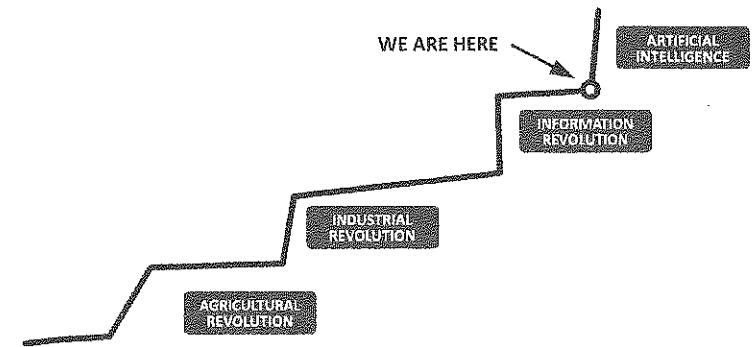 WE ARE HERE
ARTIFICIAL
INTELLIGENCE
INFORMATION
REVOLUTION
INDUSTRIAL
REVOLUTION
AGRICULTURAL
REVOLUTION